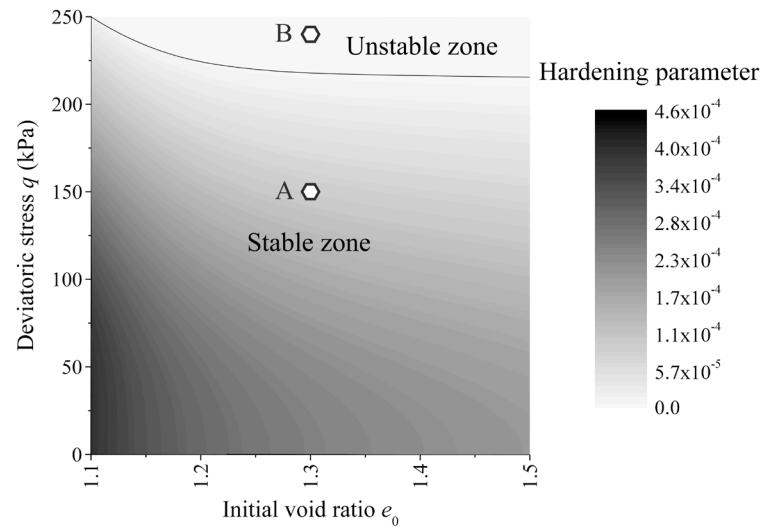 250
B
Unstable zone
Hardening parameter
200
150
A
Stable zone
100
50
0
Deviatoric stress q (kPa)
1.1
1.2
1.3
1.4
1.5
Initial void ratio e₀
4.6x10⁻⁴
4.0x10⁻⁴
3.4x10⁻⁴
2.8x10⁻⁴
2.3x10⁻⁴
1.7x10⁻⁴
1.1x10⁻⁴
5.7x10⁻⁵
0.0